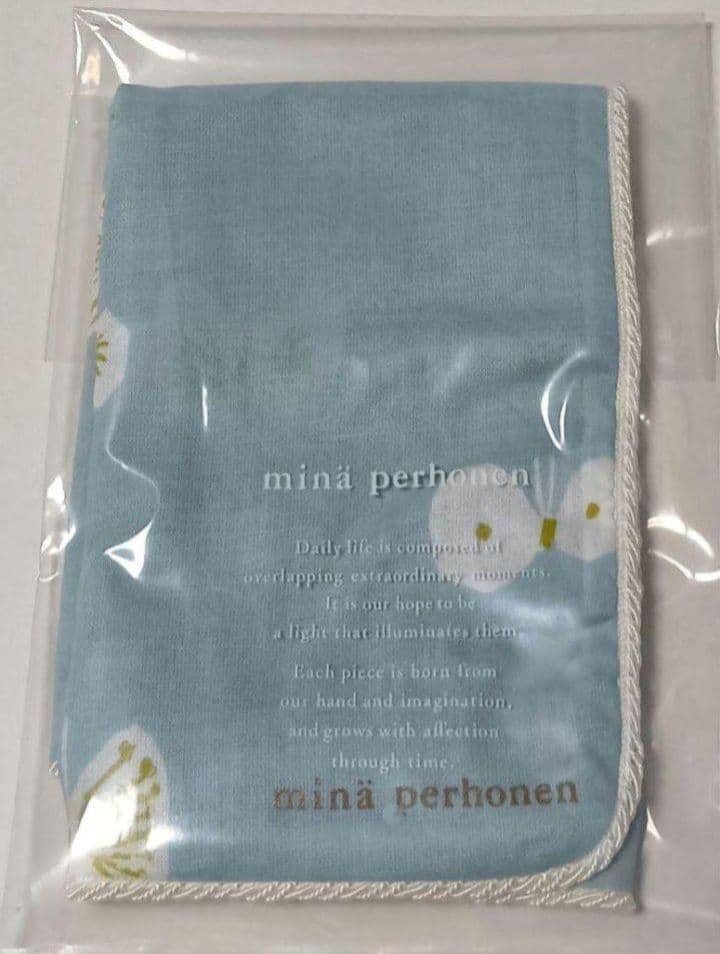 minä perhonen
Daily life is composed of
overlapping extraordinary moments.
It is our hope to be
a light that illuminates them.
Each piece is born from
our hand and imagination,
and grows with affection
through time.
minä perhonen